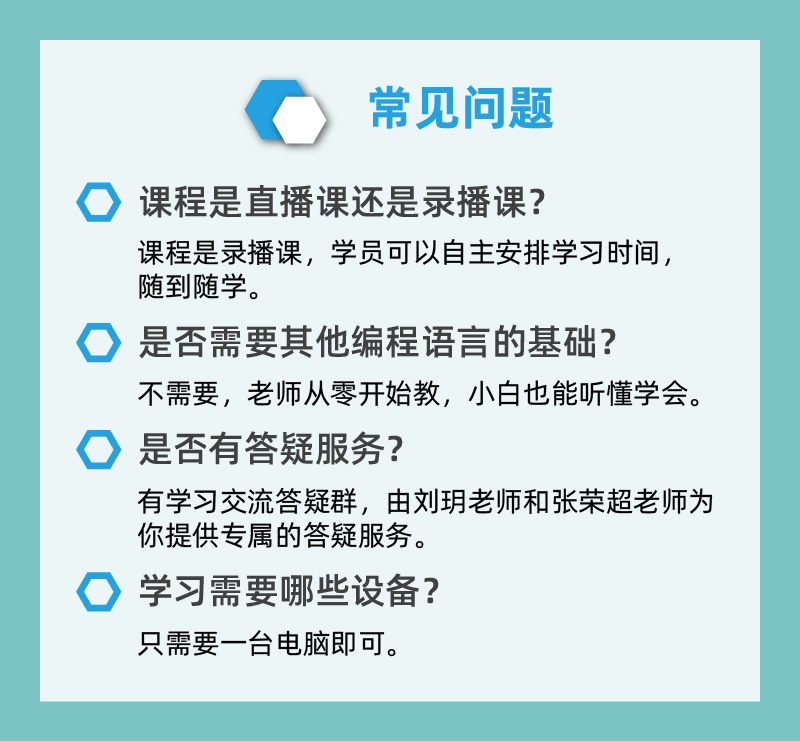 常见问题
课程是直播课还是录播课?
课程是录播课，学员可以自主安排学习时间，
随到随学。
是否需要其他编程语言的基础?
不需要，老师从零开始教，小白也能听懂学会。
是否有答疑服务?
有学习交流答疑群，由刘玥老师和张荣超老师为
你提供专属的答疑服务。
学习需要哪些设备?
只需要一台电脑即可。